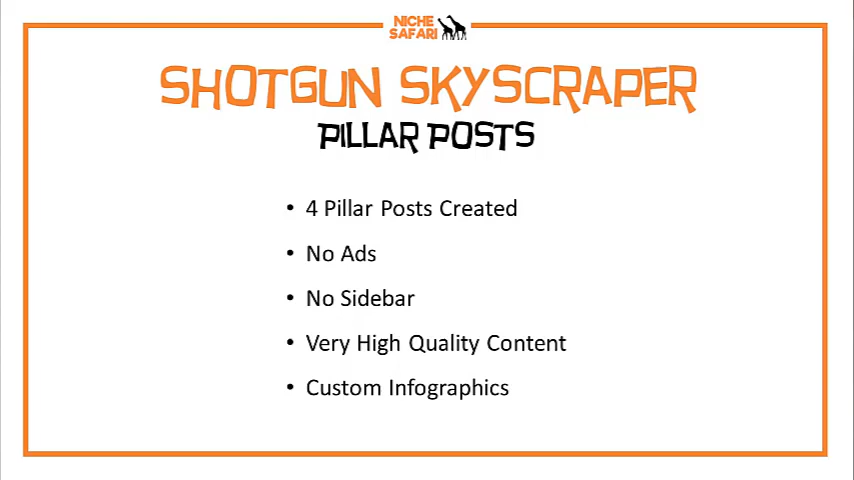 NICHE
SAFARI
SHOTGUN SKYSCRAPER
PILLAR POSTS
• 4 Pillar Posts Created
• No Ads
• No Sidebar
• Very High Quality Content
• Custom Infographics